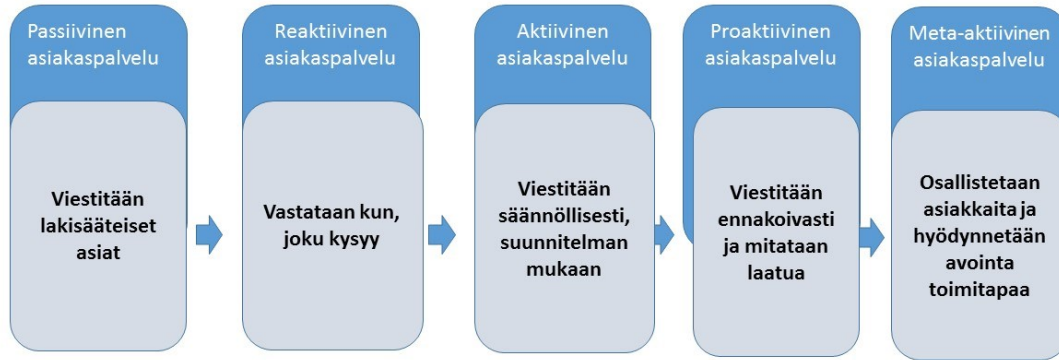 Passiivinen
asiakaspalvelu
Viestitään
lakisääteiset
asiat
Reaktiivinen
asiakaspalvelu
Vastataan kun,
joku kysyy
Aktiivinen
asiakaspalvelu
Viestitään
säännöllisesti,
suunnitelman
mukaan
Proaktiivinen
asiakaspalvelu
Viestitään
ennakoivasti
ja mitataan
laatua
Meta-aktiivinen
asiakaspalvelu
Osallistetaan
asiakkaita ja
hyödynnetään
avointa
toimitapaa